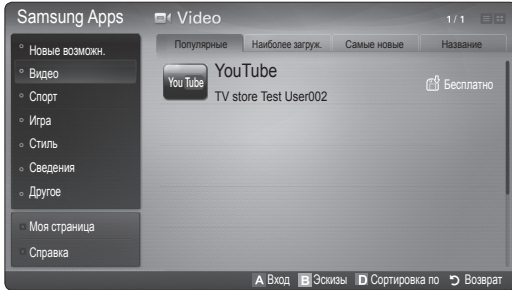 Samsung Apps
Video
1/1
Новые возможн.
Видео
Спорт
Игра
Стиль
Сведения
Другое
Моя страница
Справка
Популярные Наиболее загруж. Самые новые Название
You Tube
YouTube
TV store Test User002
Бесплатно
A Вход B Эскизы D Сортировка по Возврат